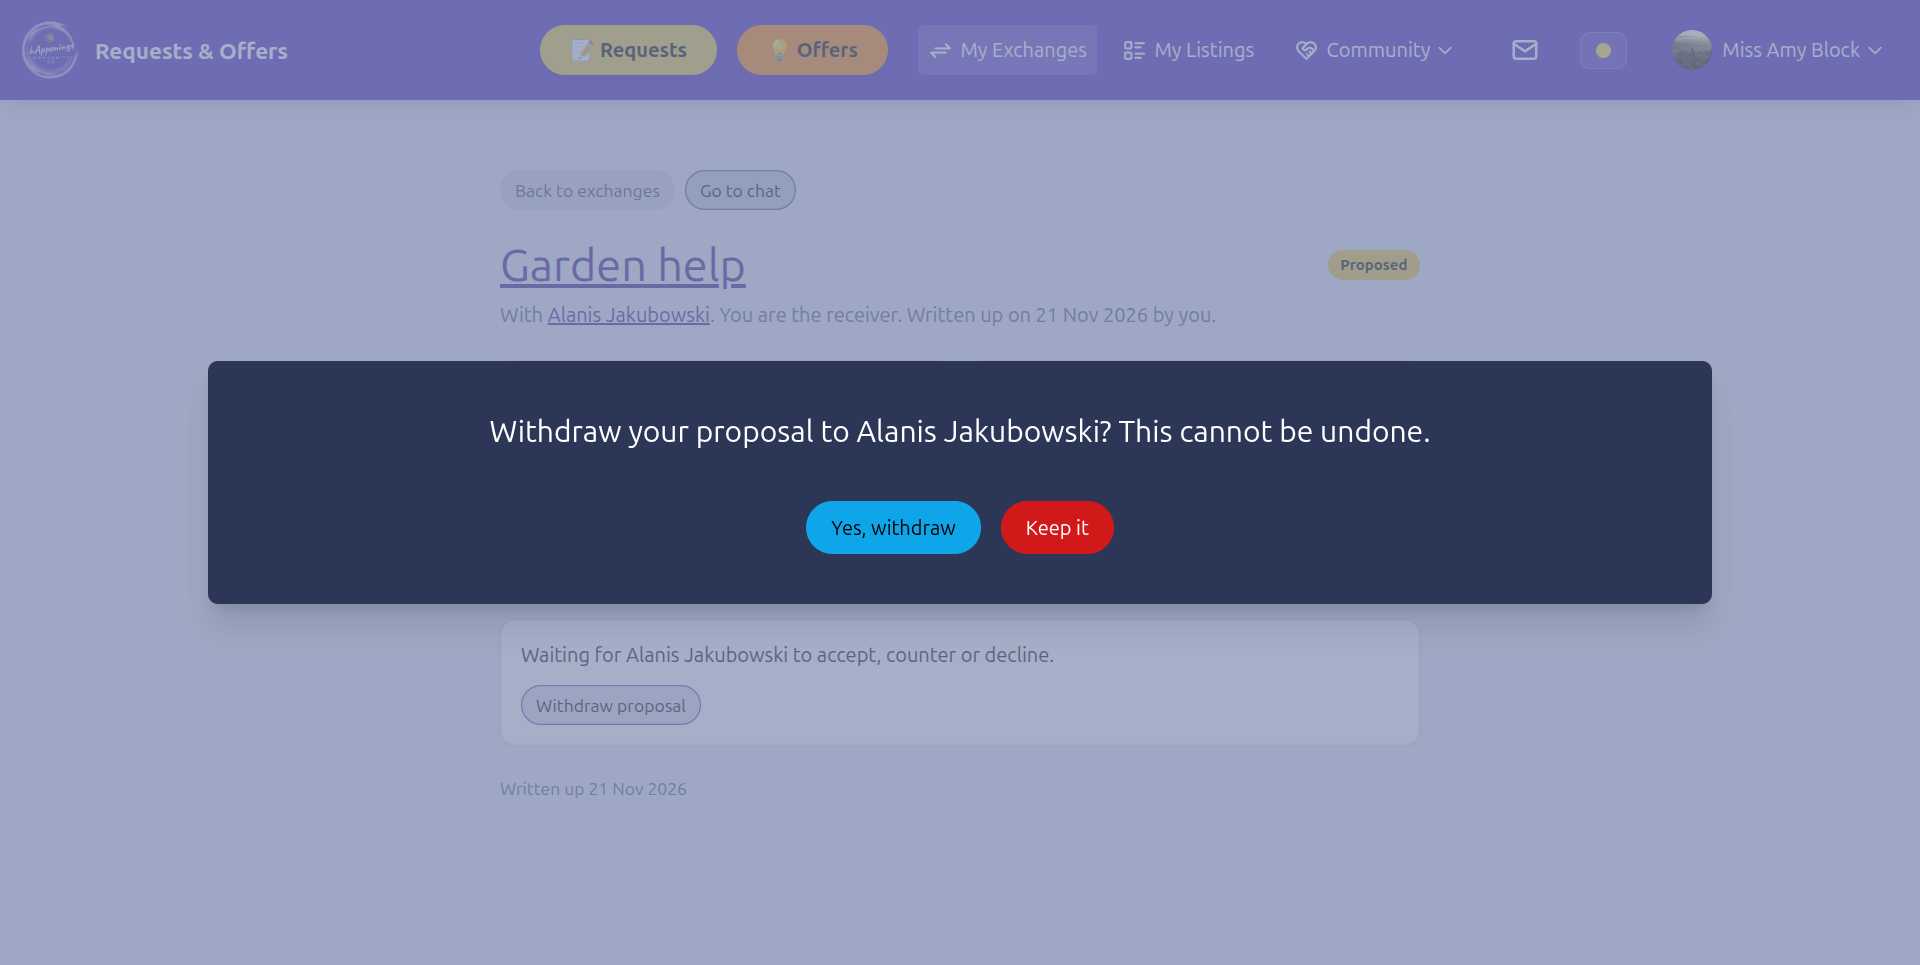 hAppenings
Requests & Offers
📝 Requests
💡 Offers
My Exchanges
My Listings
Community
Miss Amy Block
Back to exchanges
Go to chat
Garden help
Proposed
With Alanis Jakubowski. You are the receiver. Written up on 21 Nov 2026 by you.
Withdraw your proposal to Alanis Jakubowski? This cannot be undone.
Yes, withdraw
Keep it
Waiting for Alanis Jakubowski to accept, counter or decline.
Withdraw proposal
Written up 21 Nov 2026